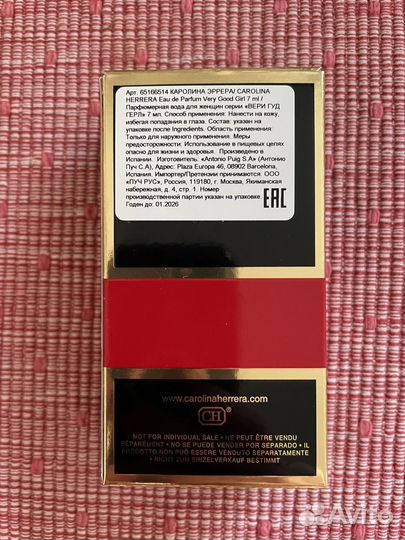 Арт. 65166514 КАРОЛИНА ЭРРЕРА/ CAROLINA
HERRERA Eau de Parfum Very Good Girl 7 ml /
Парфюмерная вода для женщин серии «ВЕРИ ГУД
ГЕРЛ» 7 мл. Способ применения: Нанести на кожу,
избегая попадания в глаза. Состав: указан на
упаковке после Ingredients. Область применения:
Только для наружного применения. Меры
предосторожности: Использование в пищевых целях
опасно для жизни и здоровья. Произведено в
Испании. Изготовитель: «Antonio Puig S.A» (Антонио
Пуч С.А), Адрес: Plaza Europa 46, 08902 Barcelona,
Испания. Импортер/Претензии принимаются: ООО
«ПУЧ РУС», Россия, 119180, г. Москва, Якиманская
набережная, д. 4, стр. 1. Номер
производственной партии указан на упаковке.
Годен до: 01.2026
EAC
www.carolinaherrera.com
CH®
NOT FOR INDIVIDUAL SALE • NE PEUT ÊTRE VENDU
SÉPARÉMENT • NO SE PUEDE VENDER POR SEPARADO • IL
PRODOTTO NON PUÒ ESSERE VENDUTO SEPARATAMENTE
• NICHT ZUM EINZELVERKAUF BESTIMMT
Avito